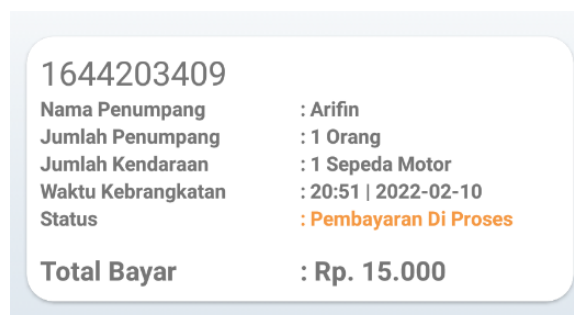 1644203409
Nama Penumpang : Arifin
Jumlah Penumpang : 1 Orang
Jumlah Kendaraan : 1 Sepeda Motor
Waktu Kebrangkatan : 20:51 | 2022-02-10
Status : Pembayaran Di Proses
Total Bayar : Rp. 15.000